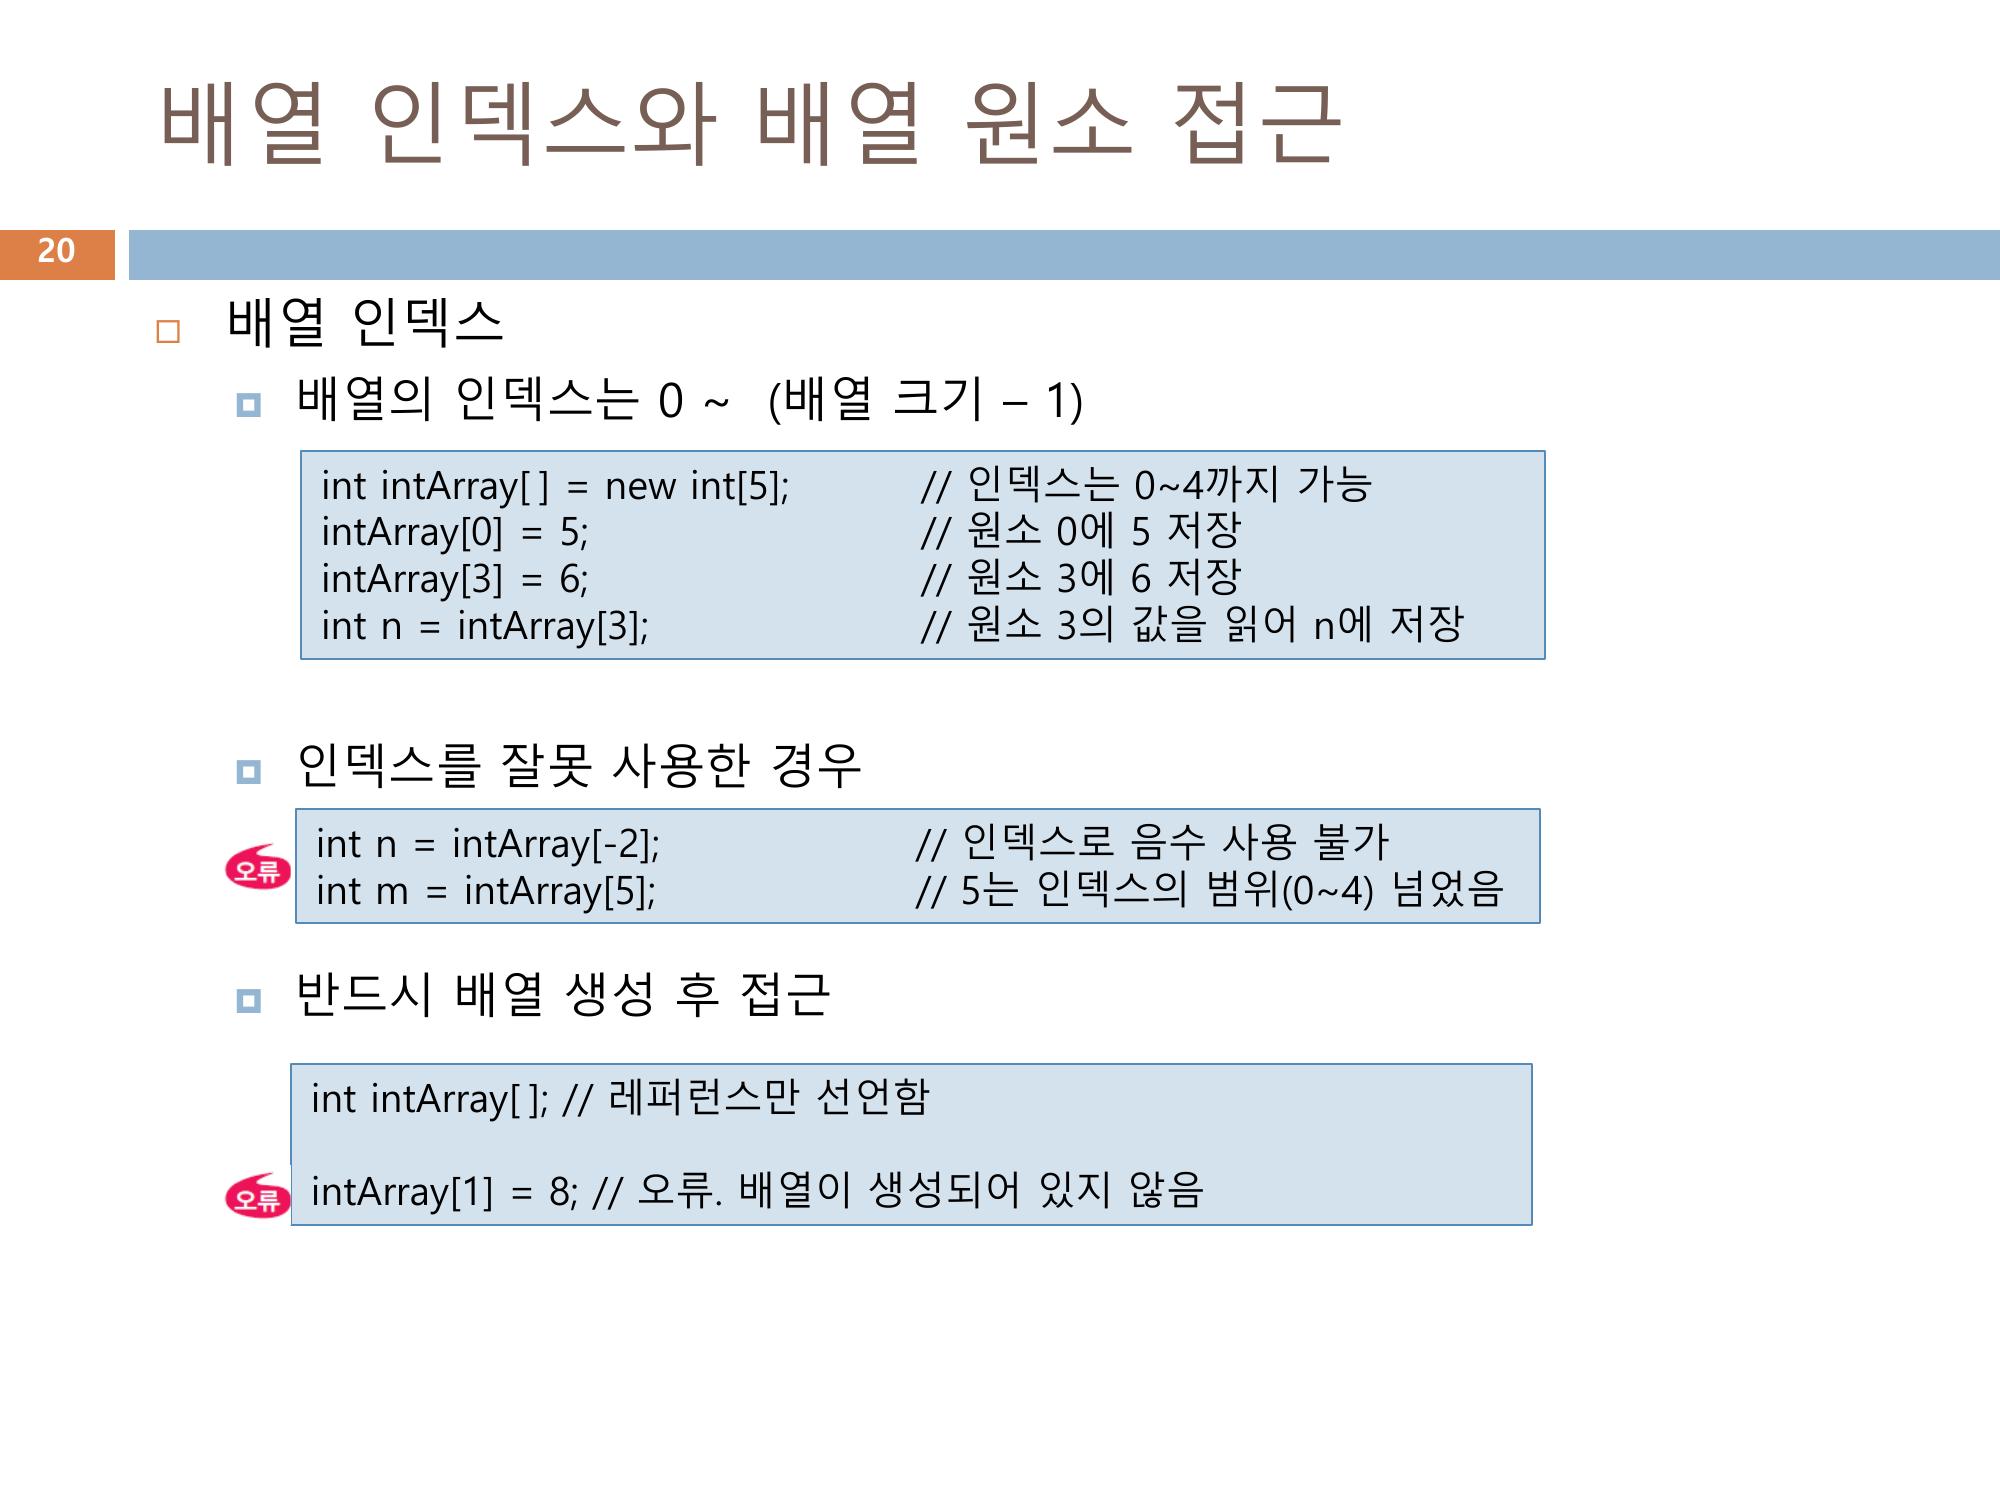 배열 인덱스와 배열 원소 접근
20
배열 인덱스
배열의 인덱스는 0 ~ (배열 크기 – 1)
int intArray[ ] = new int[5]; // 인덱스는 0~4까지 가능
intArray[0] = 5; // 원소 0에 5 저장
intArray[3] = 6; // 원소 3에 6 저장
int n = intArray[3]; // 원소 3의 값을 읽어 n에 저장
인덱스를 잘못 사용한 경우
오류
int n = intArray[-2]; // 인덱스로 음수 사용 불가
int m = intArray[5]; // 5는 인덱스의 범위(0~4) 넘었음
반드시 배열 생성 후 접근
int intArray[ ]; // 레퍼런스만 선언함
오류
intArray[1] = 8; // 오류. 배열이 생성되어 있지 않음